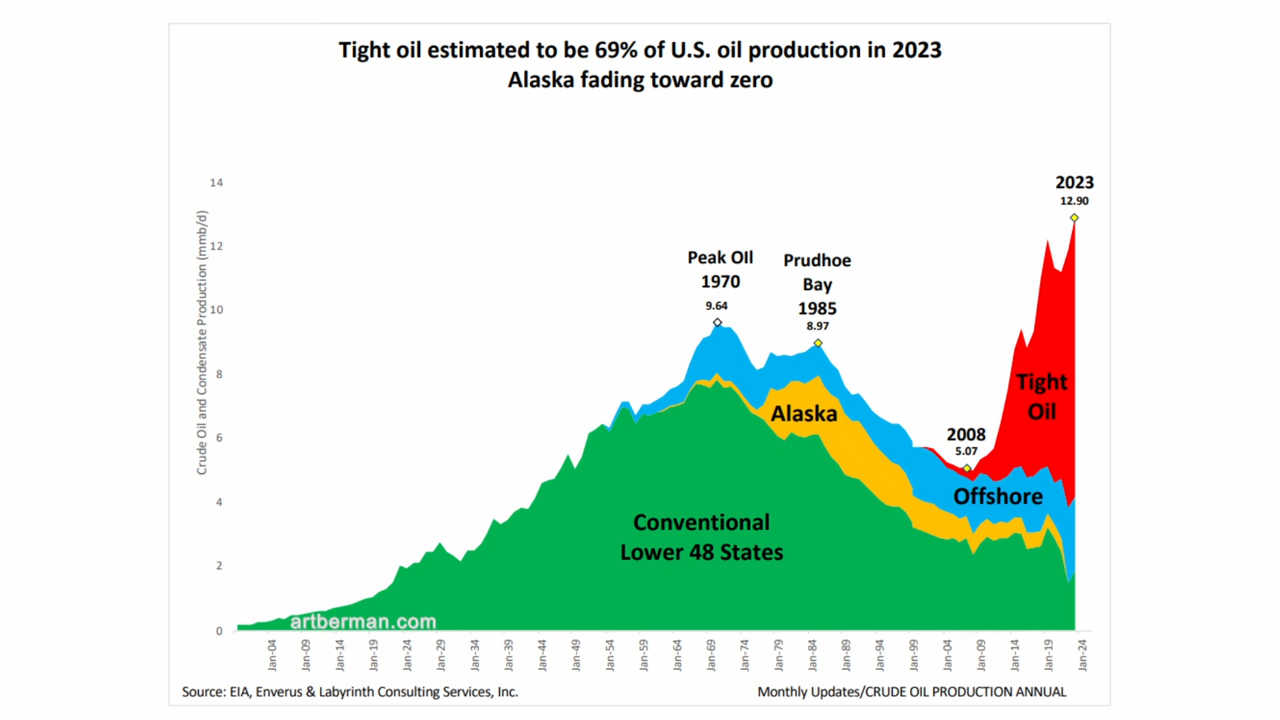 Tight oil estimated to be 69% of U.S. oil production in 2023
Alaska fading toward zero
Crude Oil and Condensate Production (mmb/d)
14
12
10
8
6
4
2
0
Peak OIl
1970
9.64
Prudhoe
Bay
1985
8.97
2008
5.07
2023
12.90
Tight
Oil
Alaska
Offshore
Conventional
Lower 48 States
artberman.com
Jan-04
Jan-09
Jan-14
Jan-19
Jan-24
Jan-29
Jan-34
Jan-39
Jan-44
Jan-49
Jan-54
Jan-59
Jan-64
Jan-69
Jan-74
Jan-79
Jan-84
Jan-89
Jan-94
Jan-99
Jan-04
Jan-09
Jan-14
Jan-19
Jan-24
Source: EIA, Enverus & Labyrinth Consulting Services, Inc.
Monthly Updates/CRUDE OIL PRODUCTION ANNUAL